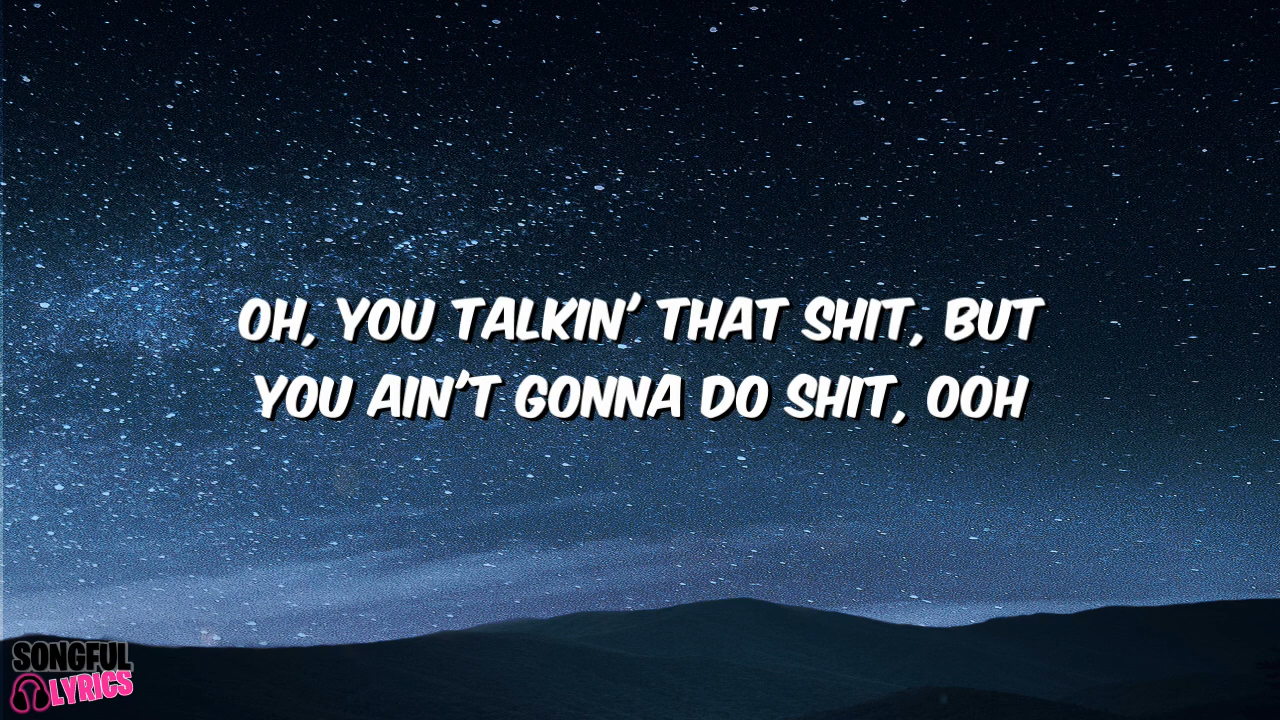 OH, YOU TALKIN' THAT SHIT, BUT
YOU AIN'T GONNA DO SHIT, OOH
SONGFUL
LYRICS